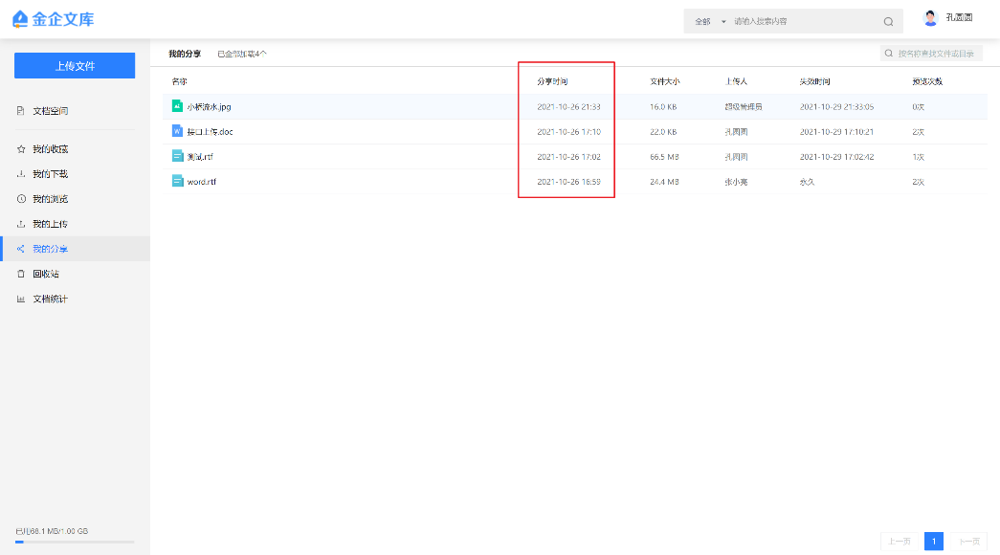 金企文库
全部 请输入搜索内容
孔圆圆
上传文件
我的分享 已全部加载4个
按名称查找文件或目录
名称 分享时间 文件大小 上传人 失效时间 预览次数
小桥流水.jpg 2021-10-26 21:33 16.0 KB 超级管理员 2021-10-29 21:33:05 0次
接口上传.doc 2021-10-26 17:10 22.0 KB 孔圆圆 2021-10-29 17:10:21 2次
测试.rtf 2021-10-26 17:02 66.5 MB 孔圆圆 2021-10-29 17:02:42 1次
word.rtf 2021-10-26 16:59 24.4 MB 张小亮 永久 2次
文档空间
我的收藏
我的下载
我的浏览
我的上传
我的分享
回收站
文档统计
已用68.1 MB/1.00 GB
上一页 1 下一页